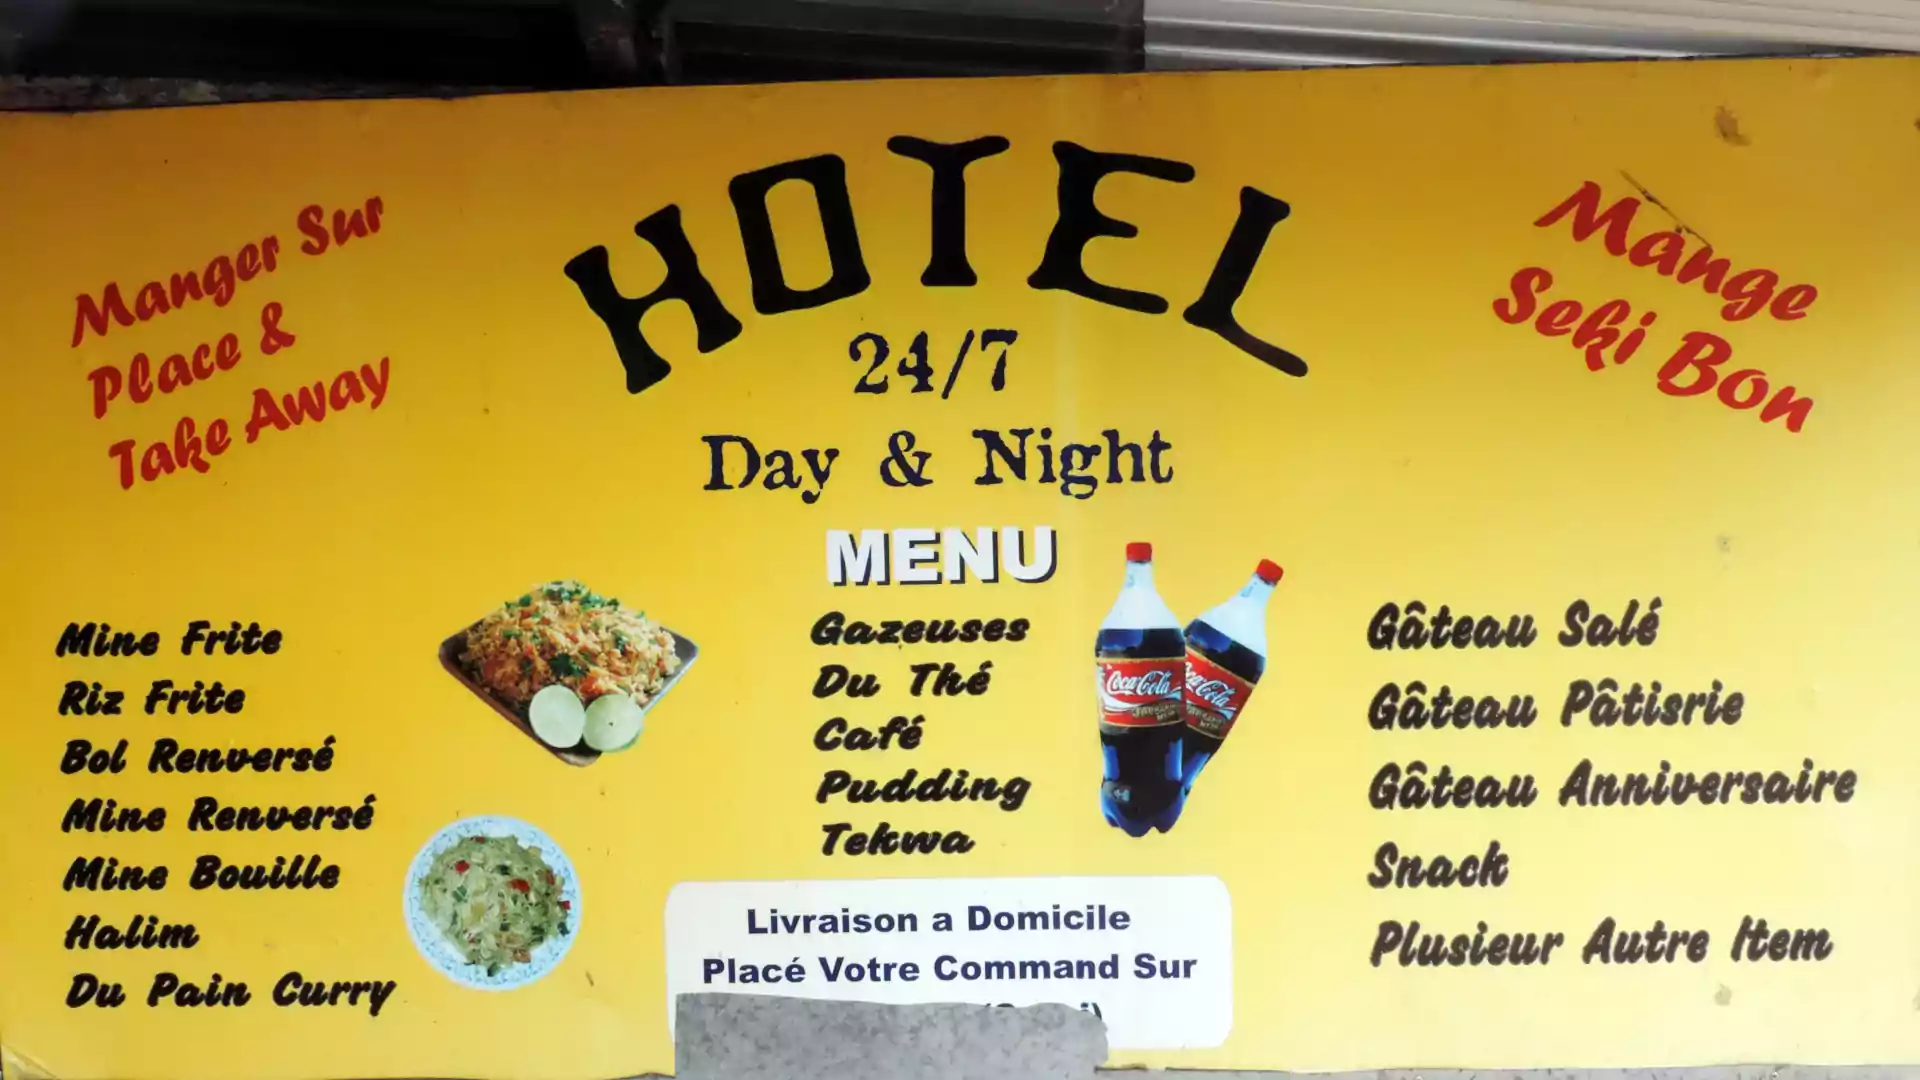 HOTEL
24/7
Day & Night
Manger Sur
Place &
Take Away
Mange
Seki Bon
MENU
Mine Frite
Riz Frite
Bol Renversé
Mine Renversé
Mine Bouille
Halim
Du Pain Curry
Gazeuses
Du Thé
Café
Pudding
Tekwa
Coca-Cola
Coca-Cola
Gâteau Salé
Gâteau Pâtisrie
Gâteau Anniversaire
Snack
Plusieur Autre Item
Livraison a Domicile
Placé Votre Command Sur